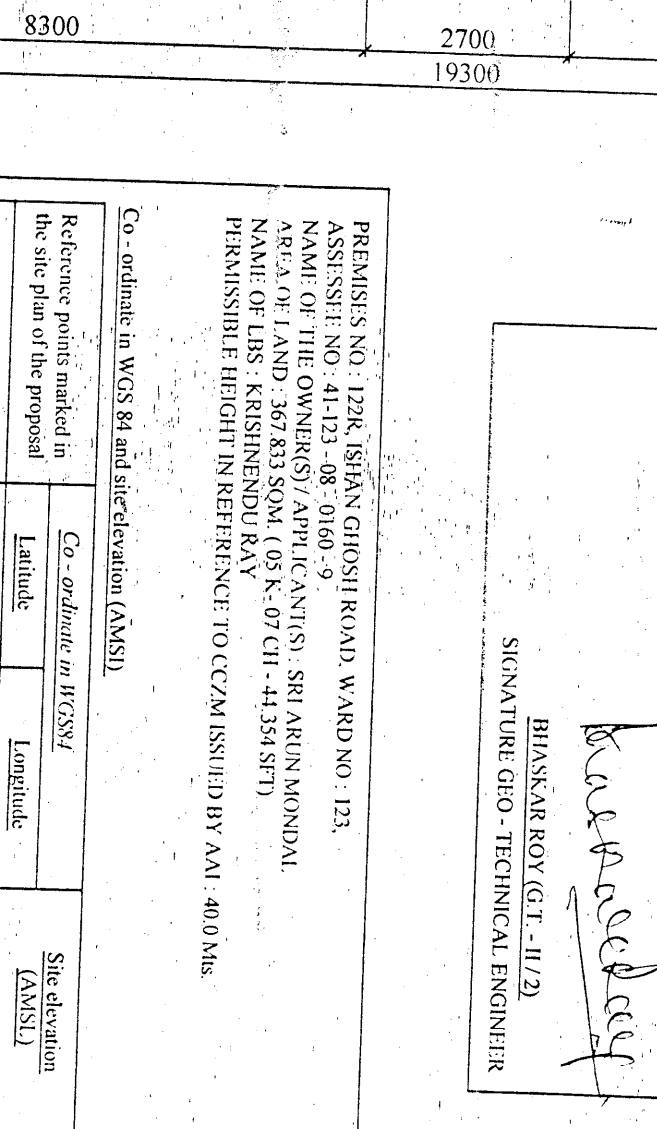 8300
2700
19300
BHASKAR ROY (G.T. - II / 2)
SIGNATURE GEO - TECHNICAL ENGINEER
PREMISES NO : 122R, ISHAN GHOSH ROAD, WARD NO : 123,
ASSESSEE NO : 41-123 - 08 - 0160 - 9
NAME OF THE OWNER(S) / APPLICANT(S) : SRI ARUN MONDAL
AREA OF LAND : 367.833 SQM. ( 05 K - 07 CH - 44.354 SFT)
NAME OF LBS : KRISHNENDU RAY
PERMISSIBLE HEIGHT IN REFERENCE TO CCZM ISSUED BY AAI : 40.0 Mts.
Co - ordinate in WGS 84 and site elevation (AMSL)
Reference points marked in
the site plan of the proposal
Co - ordinate in WGS84
Latitude
Longitude
Site elevation
(AMSL)